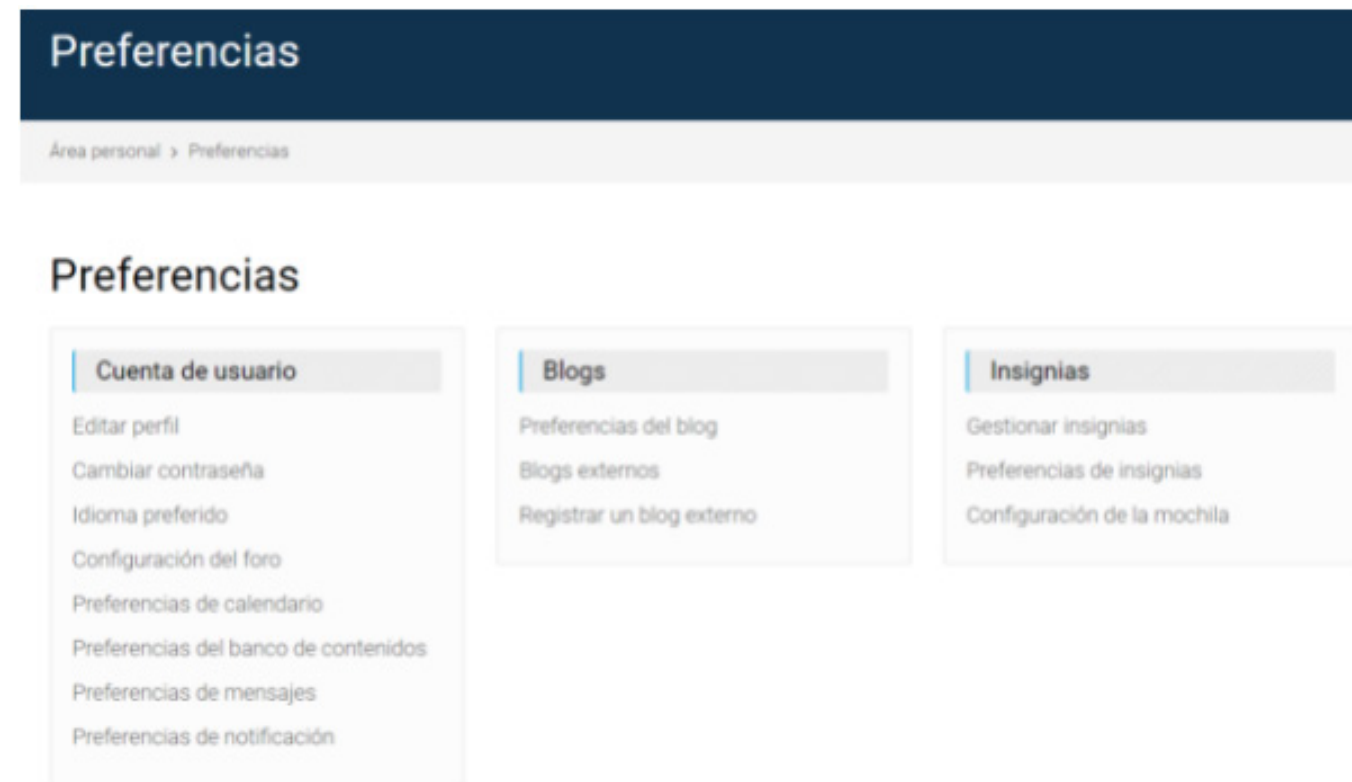 Preferencias
Área personal > Preferencias
Preferencias
Cuenta de usuario
Editar perfil
Cambiar contraseña
Idioma preferido
Configuración del foro
Preferencias de calendario
Preferencias del banco de contenidos
Preferencias de mensajes
Preferencias de notificación
Blogs
Preferencias del blog
Blogs externos
Registrar un blog externo
Insignias
Gestionar insignias
Preferencias de insignias
Configuración de la mochila